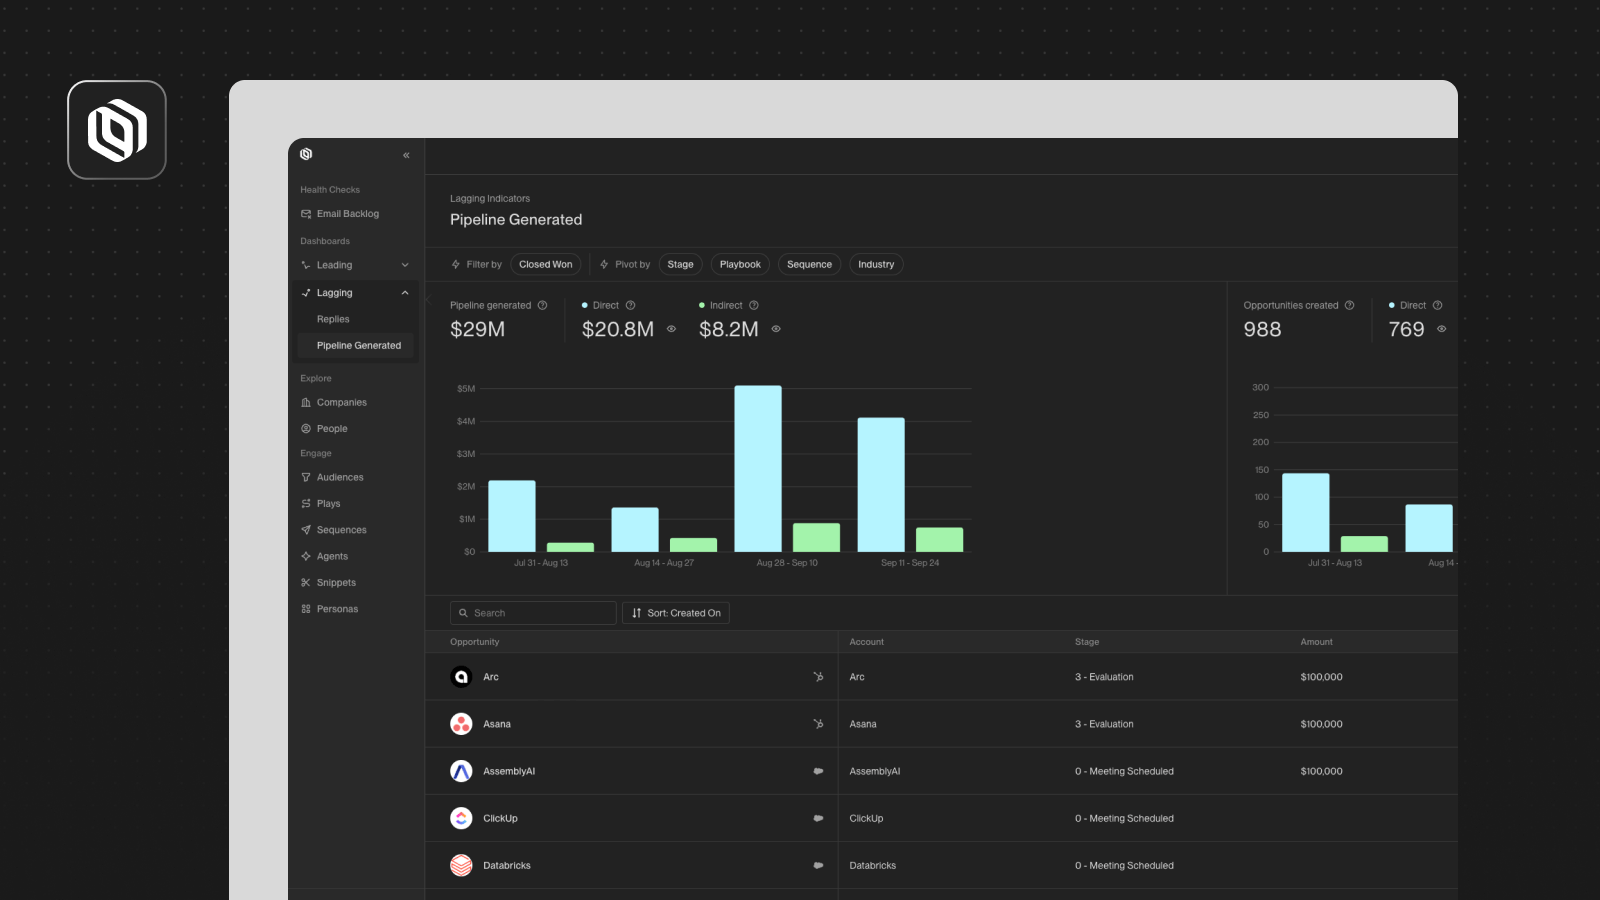 Health Checks
Email Backlog
Dashboards
Leading
Lagging
Replies
Pipeline Generated
Explore
Companies
People
Engage
Audiences
Plays
Sequences
Agents
Snippets
Personas
Lagging Indicators
Pipeline Generated
Filter by Closed Won Pivot by Stage Playbook Sequence Industry
Pipeline generated Direct Indirect
$29M $20.8M $8.2M
$5M
$4M
$3M
$2M
$1M
$0
Jul 31 - Aug 13 Aug 14 - Aug 27 Aug 28 - Sep 10 Sep 11 - Sep 24
Opportunities created Direct
988 769
300
250
200
150
100
50
0
Jul 31 - Aug 13 Aug 14 -
Search Sort: Created On
Opportunity Account Stage Amount
Arc Arc 3 - Evaluation $100,000
Asana Asana 3 - Evaluation $100,000
AssemblyAI AssemblyAI 0 - Meeting Scheduled $100,000
ClickUp ClickUp 0 - Meeting Scheduled
Databricks Databricks 0 - Meeting Scheduled